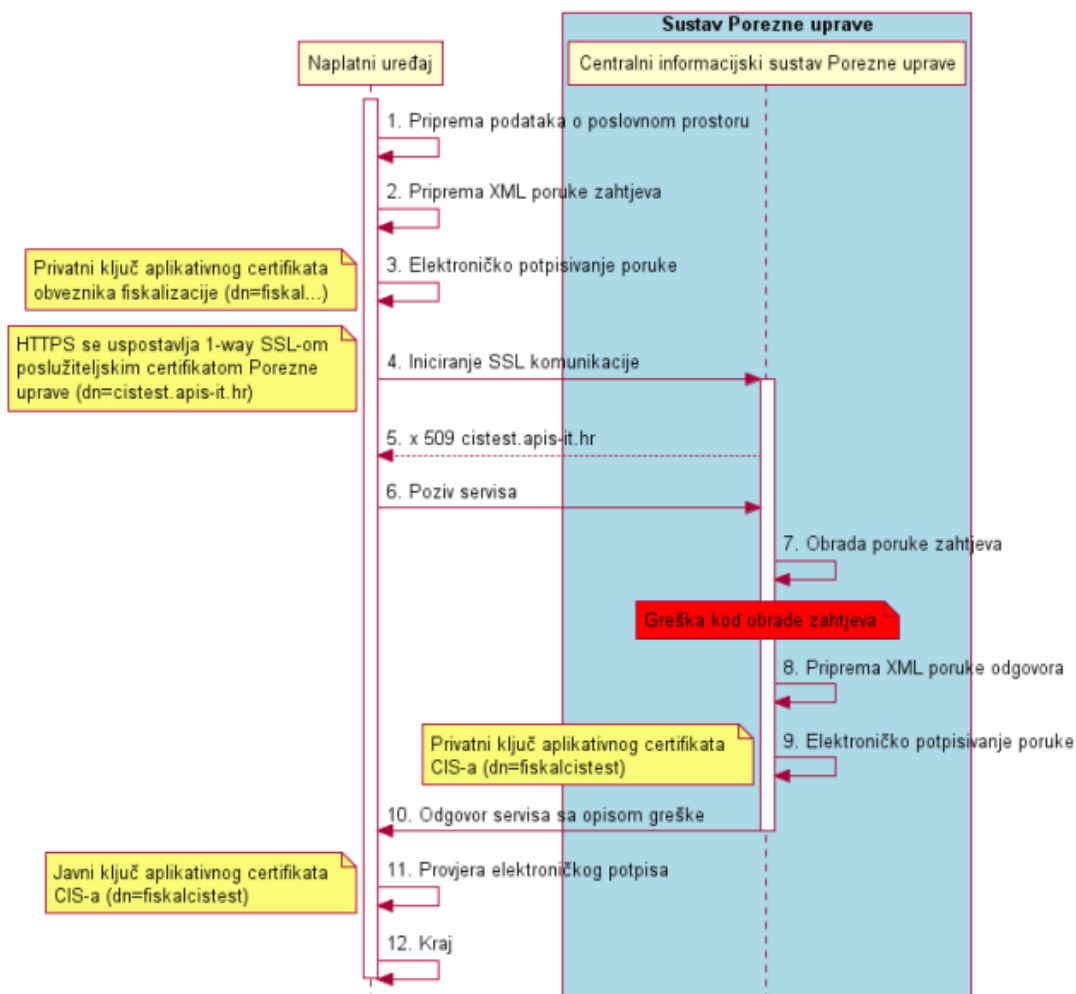 Sustav Porezne uprave
Naplatni uređaj
Centralni informacijski sustav Porezne uprave
1. Priprema podataka o poslovnom prostoru
2. Priprema XML poruke zahtjeva
Privatni ključ aplikativnog certifikata
obveznika fiskalizacije (dn=fiskal...)
3. Elektroničko potpisivanje poruke
HTTPS se uspostavlja 1-way SSL-om
poslužiteljskim certifikatom Porezne
uprave (dn=cistest.apis-it.hr)
4. Iniciranje SSL komunikacije
5. x 509 cistest.apis-it.hr
6. Poziv servisa
7. Obrada poruke zahtjeva
Greška kod obrade zahtjeva
8. Priprema XML poruke odgovora
Privatni ključ aplikativnog certifikata
CIS-a (dn=fiskalcistest)
9. Elektroničko potpisivanje poruke
10. Odgovor servisa sa opisom greške
Javni ključ aplikativnog certifikata
CIS-a (dn=fiskalcistest)
11. Provjera elektroničkog potpisa
12. Kraj